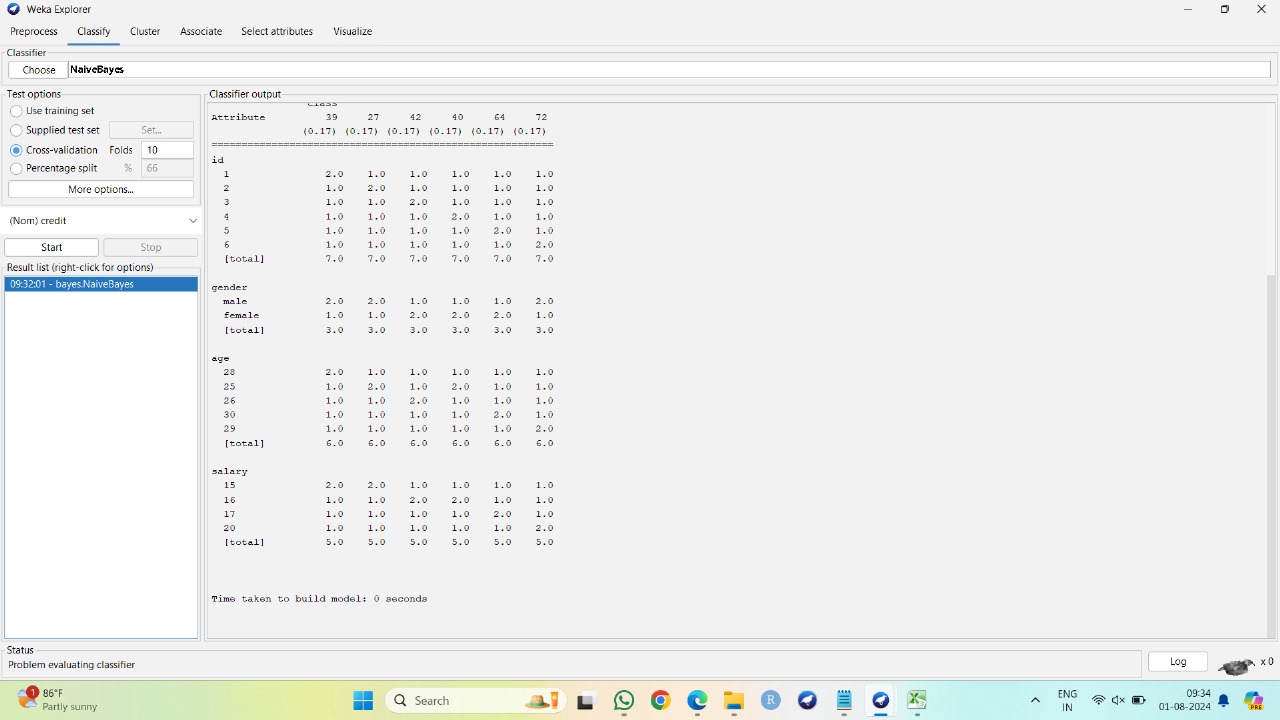 Weka Explorer
Preprocess Classify Cluster Associate Select attributes Visualize
Classifier
Choose NaiveBayes
Test options
Use training set
Supplied test set Set...
Cross-validation Folds 10
Percentage split % 66
More options...
(Nom) credit
Start Stop
Result list (right-click for options)
09:32:01 - bayes.NaiveBayes
Classifier output
Class
Attribute 39 27 42 40 64 72
(0.17) (0.17) (0.17) (0.17) (0.17) (0.17)
=========================================================
id
1 2.0 1.0 1.0 1.0 1.0 1.0
2 1.0 2.0 1.0 1.0 1.0 1.0
3 1.0 1.0 2.0 1.0 1.0 1.0
4 1.0 1.0 1.0 2.0 1.0 1.0
5 1.0 1.0 1.0 1.0 2.0 1.0
6 1.0 1.0 1.0 1.0 1.0 2.0
[total] 7.0 7.0 7.0 7.0 7.0 7.0
gender
male 2.0 2.0 1.0 1.0 1.0 2.0
female 1.0 1.0 2.0 2.0 2.0 1.0
[total] 3.0 3.0 3.0 3.0 3.0 3.0
age
28 2.0 1.0 1.0 1.0 1.0 1.0
25 1.0 2.0 1.0 2.0 1.0 1.0
26 1.0 1.0 2.0 1.0 1.0 1.0
30 1.0 1.0 1.0 1.0 2.0 1.0
29 1.0 1.0 1.0 1.0 1.0 2.0
[total] 6.0 6.0 6.0 6.0 6.0 6.0
salary
15 2.0 2.0 1.0 1.0 1.0 1.0
16 1.0 1.0 2.0 2.0 1.0 1.0
17 1.0 1.0 1.0 1.0 2.0 1.0
20 1.0 1.0 1.0 1.0 1.0 2.0
[total] 5.0 5.0 5.0 5.0 5.0 5.0
Time taken to build model: 0 seconds
Status
Problem evaluating classifier
Log x 0
1
86°F
Partly sunny
Search
R
PRE
ENG
IN
09:34
01-08-2024